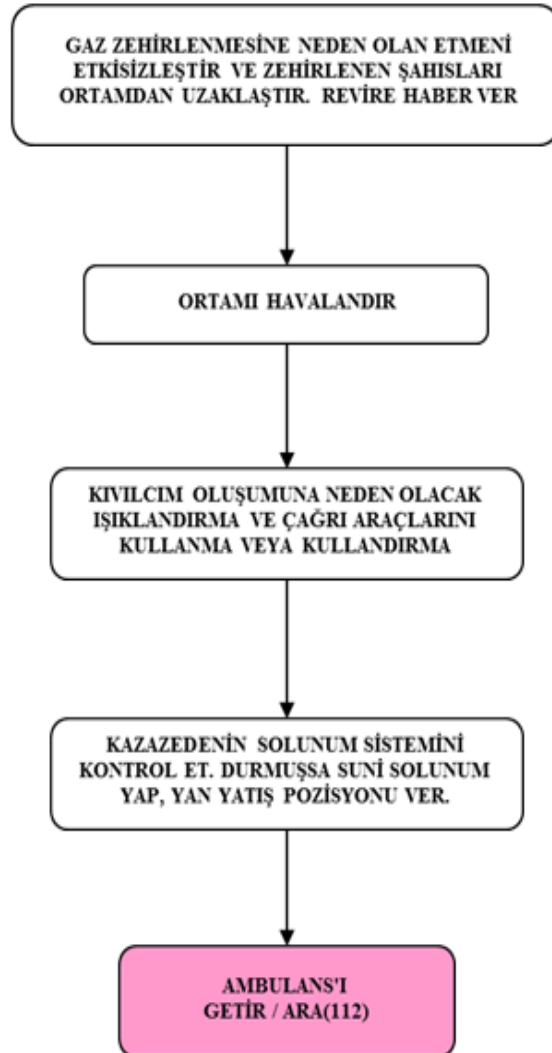 GAZ ZEHİRLENMESİNE NEDEN OLAN ETMENİ
ETKİSİZLEŞTİR VE ZEHİRLENEN ŞAHISLARI
ORTAMDAN UZAKLAŞTIR. REVİRE HABER VER
ORTAMI HAVALANDIR
KIVILCIM OLUŞUMUNA NEDEN OLACAK
IŞIKLANDIRMA VE ÇAĞRI ARAÇLARINI
KULLANMA VEYA KULLANDIRMA
KAZAZEDENİN SOLUNUM SİSTEMİNİ
KONTROL ET. DURMUŞSA SUNİ SOLUNUM
YAP, YAN YATIŞ POZİSYONU VER.
AMBULANS'I
GETİR / ARA(112)